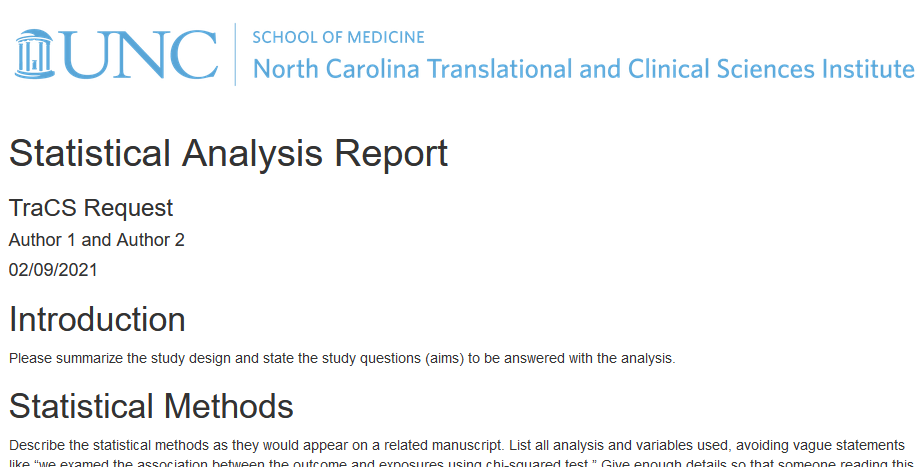 UNC
SCHOOL OF MEDICINE
North Carolina Translational and Clinical Sciences Institute
Statistical Analysis Report
TraCS Request
Author 1 and Author 2
02/09/2021
Introduction
Please summarize the study design and state the study questions (aims) to be answered with the analysis.
Statistical Methods
Describe the statistical methods as they would appear on a related manuscript. List all analysis and variables used, avoiding vague statements
like “we examed the association between the outcome and exposures using chi-squared test.” Give enough details so that someone reading this